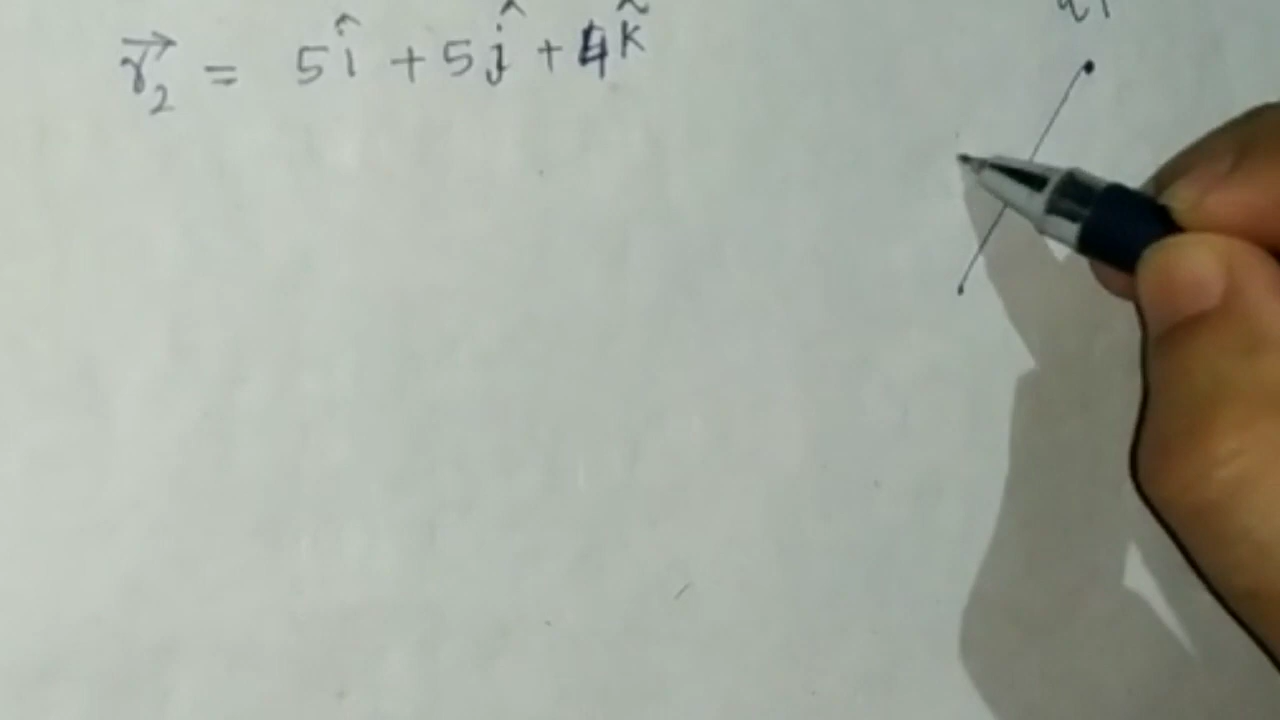 r⃗₂ = 5î + 5ĵ + 4k̂